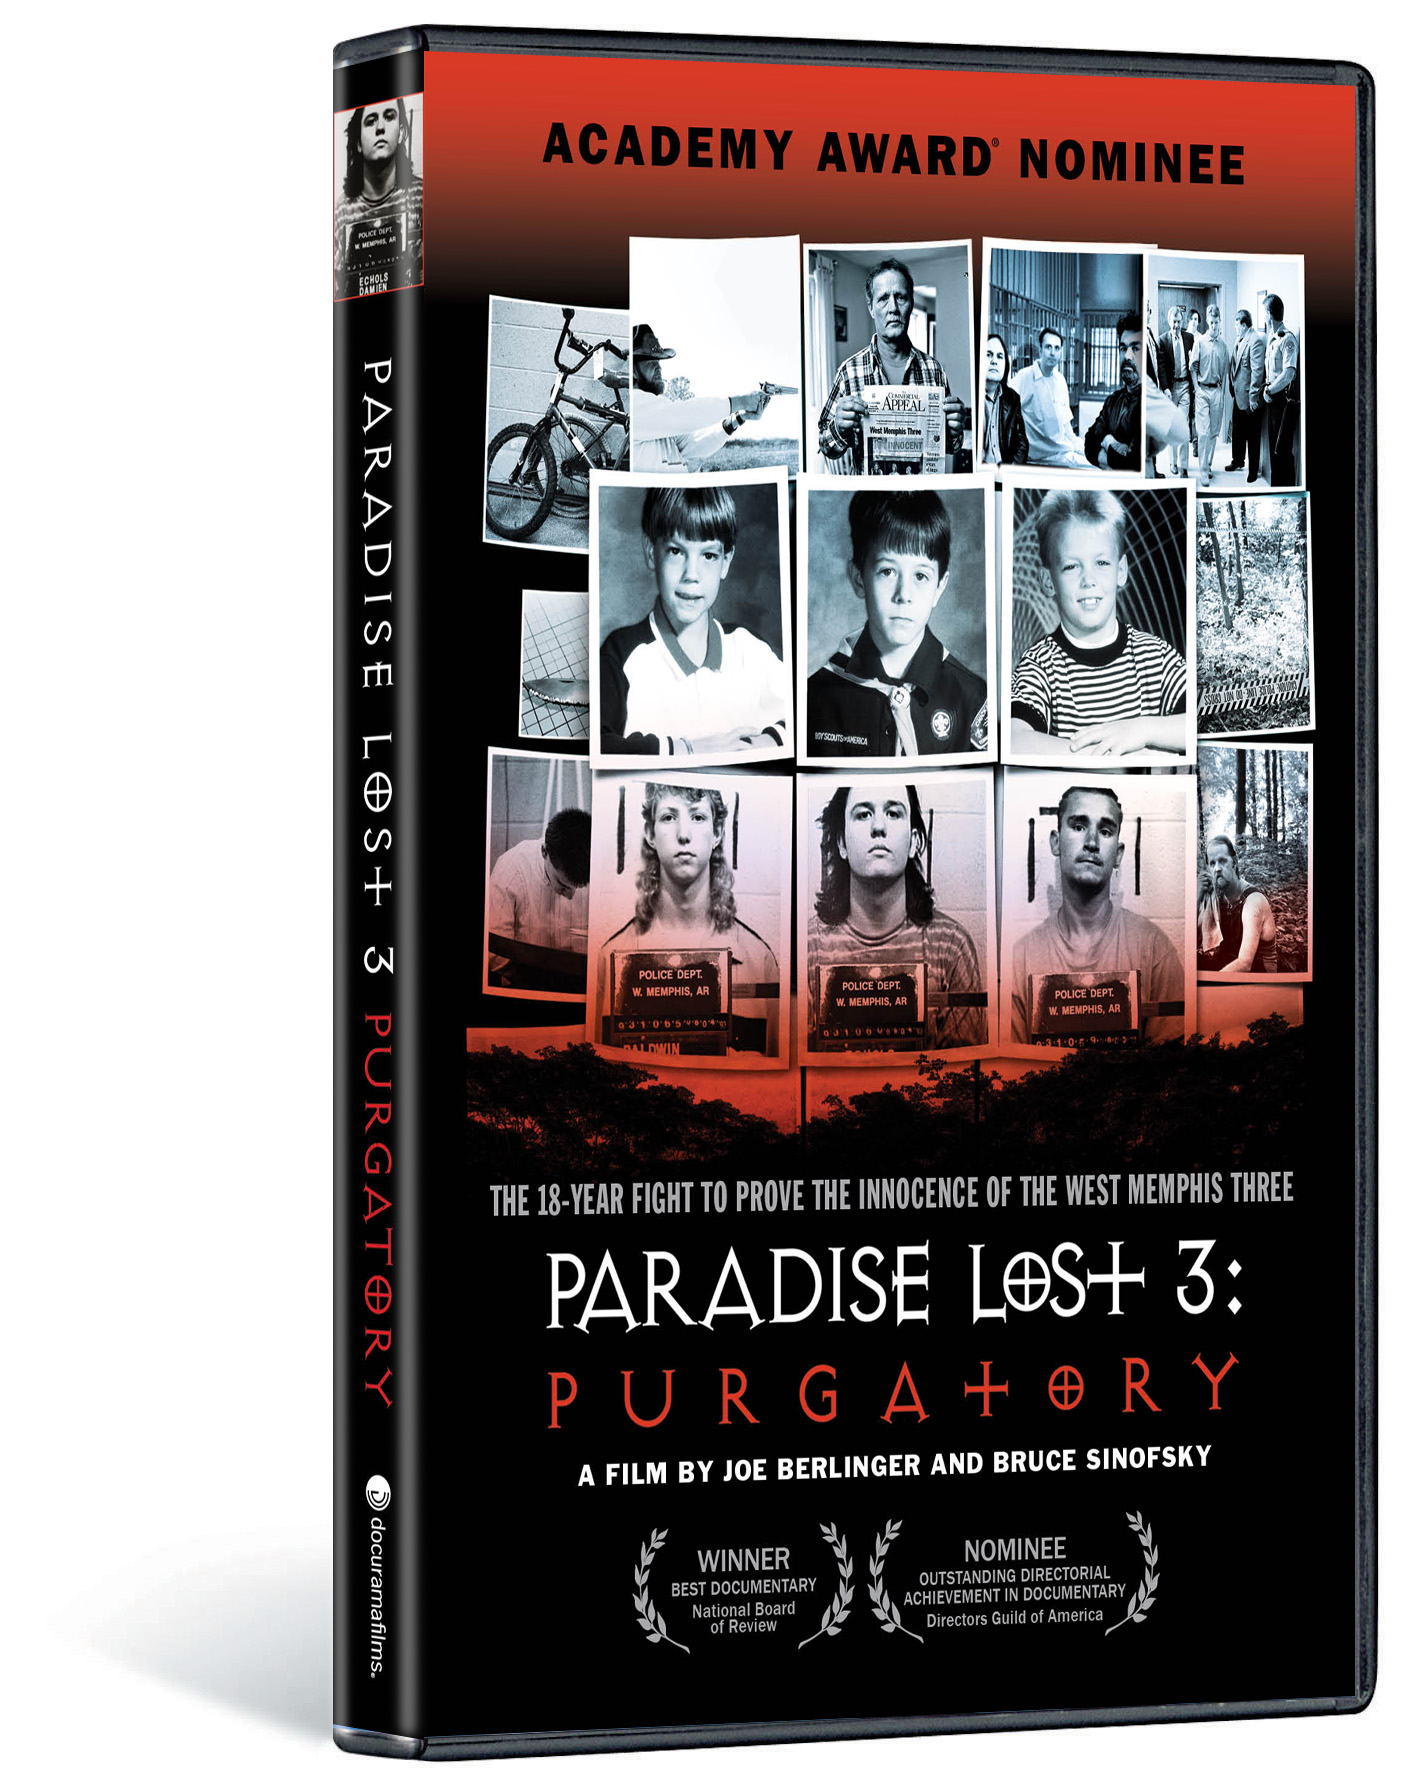 ACADEMY AWARD® NOMINEE
POLICE DEPT.
W. MEMPHIS, AR
ECHOLS
DAMIEN
PARADISE LOST 3 PURGATORY
docuramafilms.
COMMERCIAL
APPEAL
West Memphis Three
INNOCENT
BOY SCOUTS OF AMERICA
POLICE DEPT.
W. MEMPHIS, AR
BALDWIN
POLICE DEPT.
W. MEMPHIS, AR
POLICE DEPT.
W. MEMPHIS, AR
THE 18-YEAR FIGHT TO PROVE THE INNOCENCE OF THE WEST MEMPHIS THREE
PARADISE LOST 3:
PURGATORY
A FILM BY JOE BERLINGER AND BRUCE SINOFSKY
WINNER
BEST DOCUMENTARY
National Board
of Review
NOMINEE
OUTSTANDING DIRECTORIAL
ACHIEVEMENT IN DOCUMENTARY
Directors Guild of America